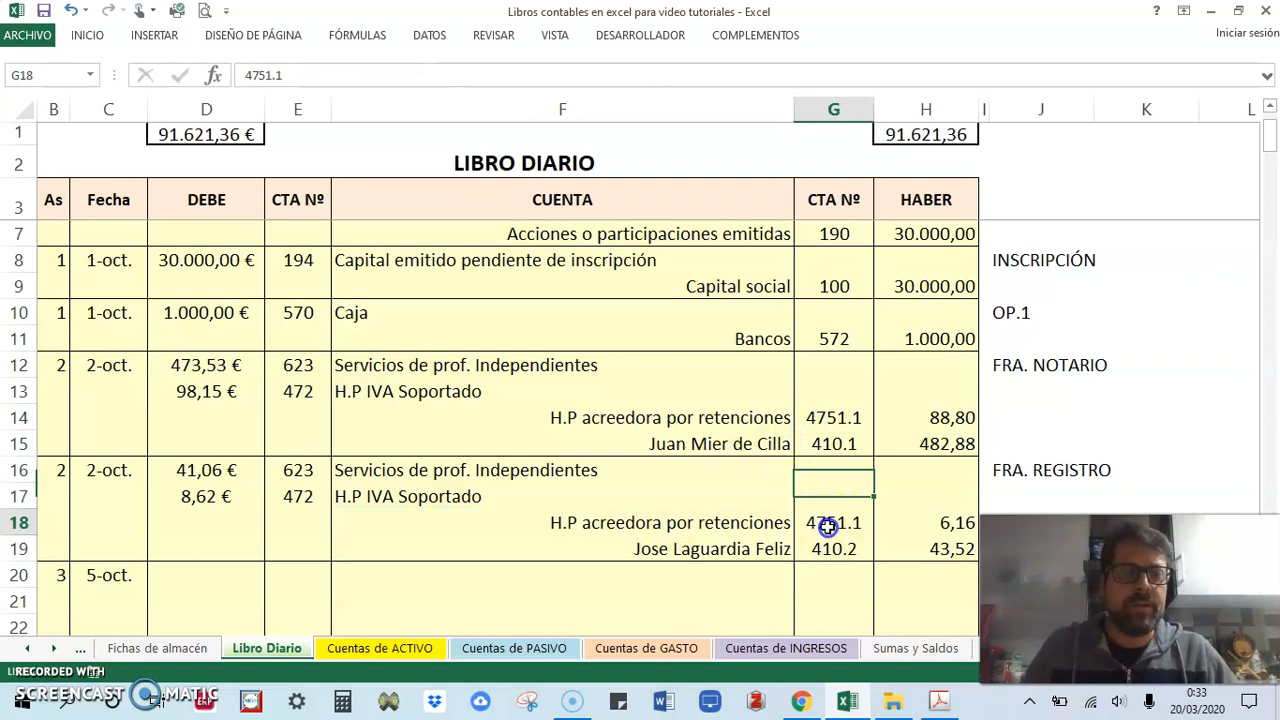 Libros contables en excel para video tutoriales - Excel
ARCHIVO INICIO INSERTAR DISEÑO DE PÁGINA FÓRMULAS DATOS REVISAR VISTA DESARROLLADOR COMPLEMENTOS Iniciar sesión
G18 fx 4751.1
B C D E F G H I J K L
1 91.621,36 € 91.621,36
2 LIBRO DIARIO
3 As Fecha DEBE CTA Nº CUENTA CTA Nº HABER
7 Acciones o participaciones emitidas 190 30.000,00
8 1 1-oct. 30.000,00 € 194 Capital emitido pendiente de inscripción INSCRIPCIÓN
9 Capital social 100 30.000,00
10 1 1-oct. 1.000,00 € 570 Caja OP.1
11 Bancos 572 1.000,00
12 2 2-oct. 473,53 € 623 Servicios de prof. Independientes FRA. NOTARIO
13 98,15 € 472 H.P IVA Soportado
14 H.P acreedora por retenciones 4751.1 88,80
15 Juan Mier de Cilla 410.1 482,88
16 2 2-oct. 41,06 € 623 Servicios de prof. Independientes FRA. REGISTRO
17 8,62 € 472 H.P IVA Soportado
18 H.P acreedora por retenciones 4751.1 6,16
19 Jose Laguardia Feliz 410.2 43,52
20 3 5-oct.
21
22
... Fichas de almacén Libro Diario Cuentas de ACTIVO Cuentas de PASIVO Cuentas de GASTO Cuentas de INGRESOS Sumas y Saldos
RECORDED WITH
SCREENCAST MATIC
ERP
0:33
20/03/2020